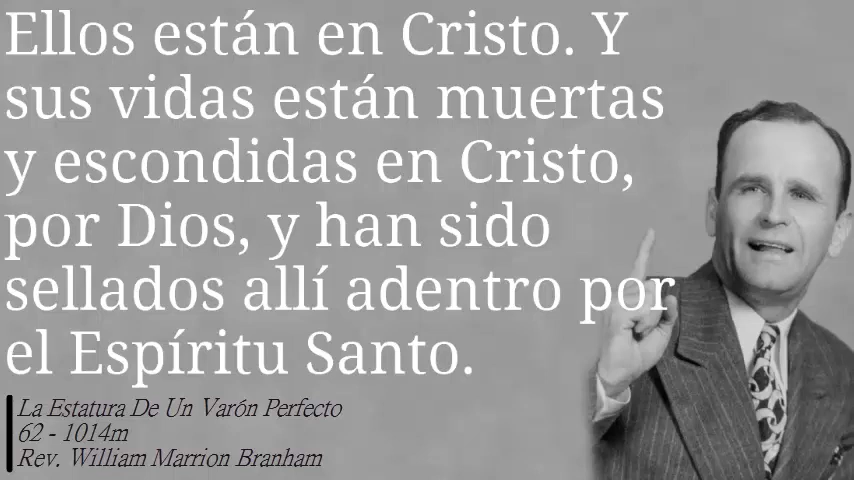 Ellos están en Cristo. Y
sus vidas están muertas
y escondidas en Cristo,
por Dios, y han sido
sellados allí adentro por
el Espíritu Santo.
La Estatura De Un Varón Perfecto
62 - 1014m
Rev. William Marrion Branham